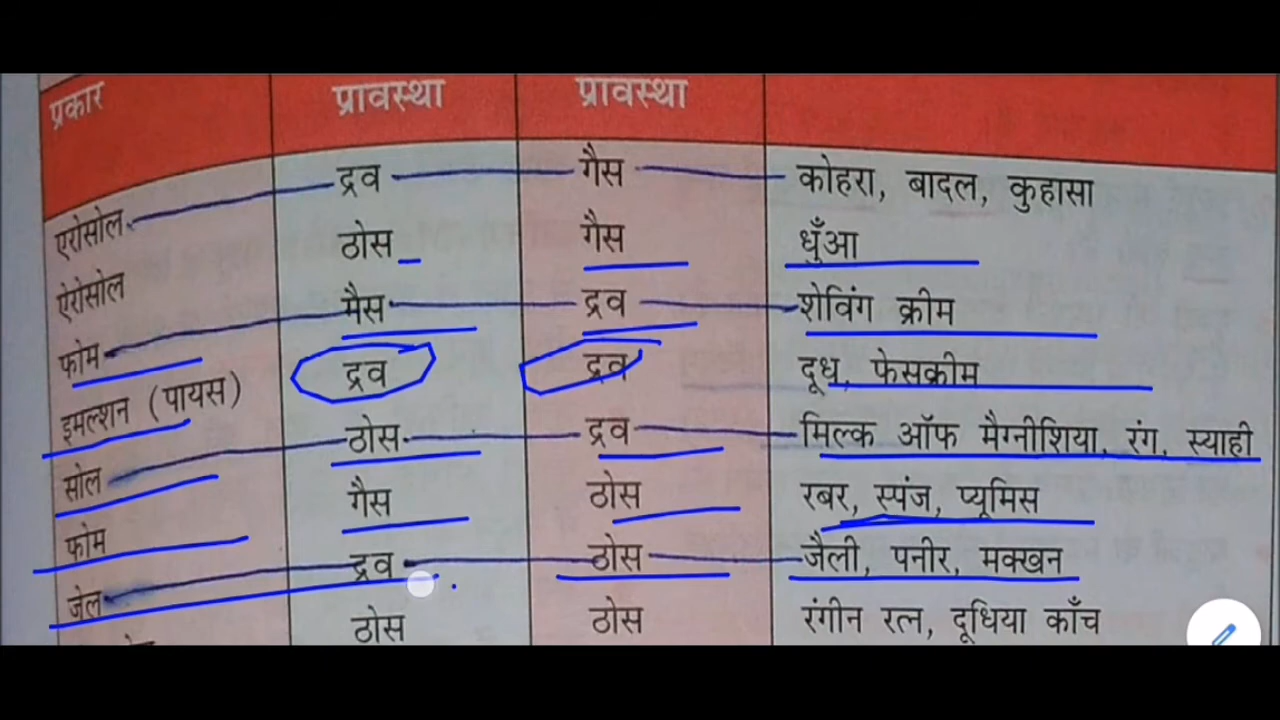 प्रकार प्रावस्था प्रावस्था
एरोसोल द्रव गैस कोहरा, बादल, कुहासा
ऐरोसोल ठोस गैस धुँआ
फोम गैस द्रव शेविंग क्रीम
इमल्शन (पायस) द्रव द्रव दूध, फेसक्रीम
सोल ठोस द्रव मिल्क ऑफ मैग्नीशिया, रंग, स्याही
फोम गैस ठोस रबर, स्पंज, प्यूमिस
जेल द्रव ठोस जैली, पनीर, मक्खन
ठोस ठोस रंगीन रत्न, दूधिया काँच